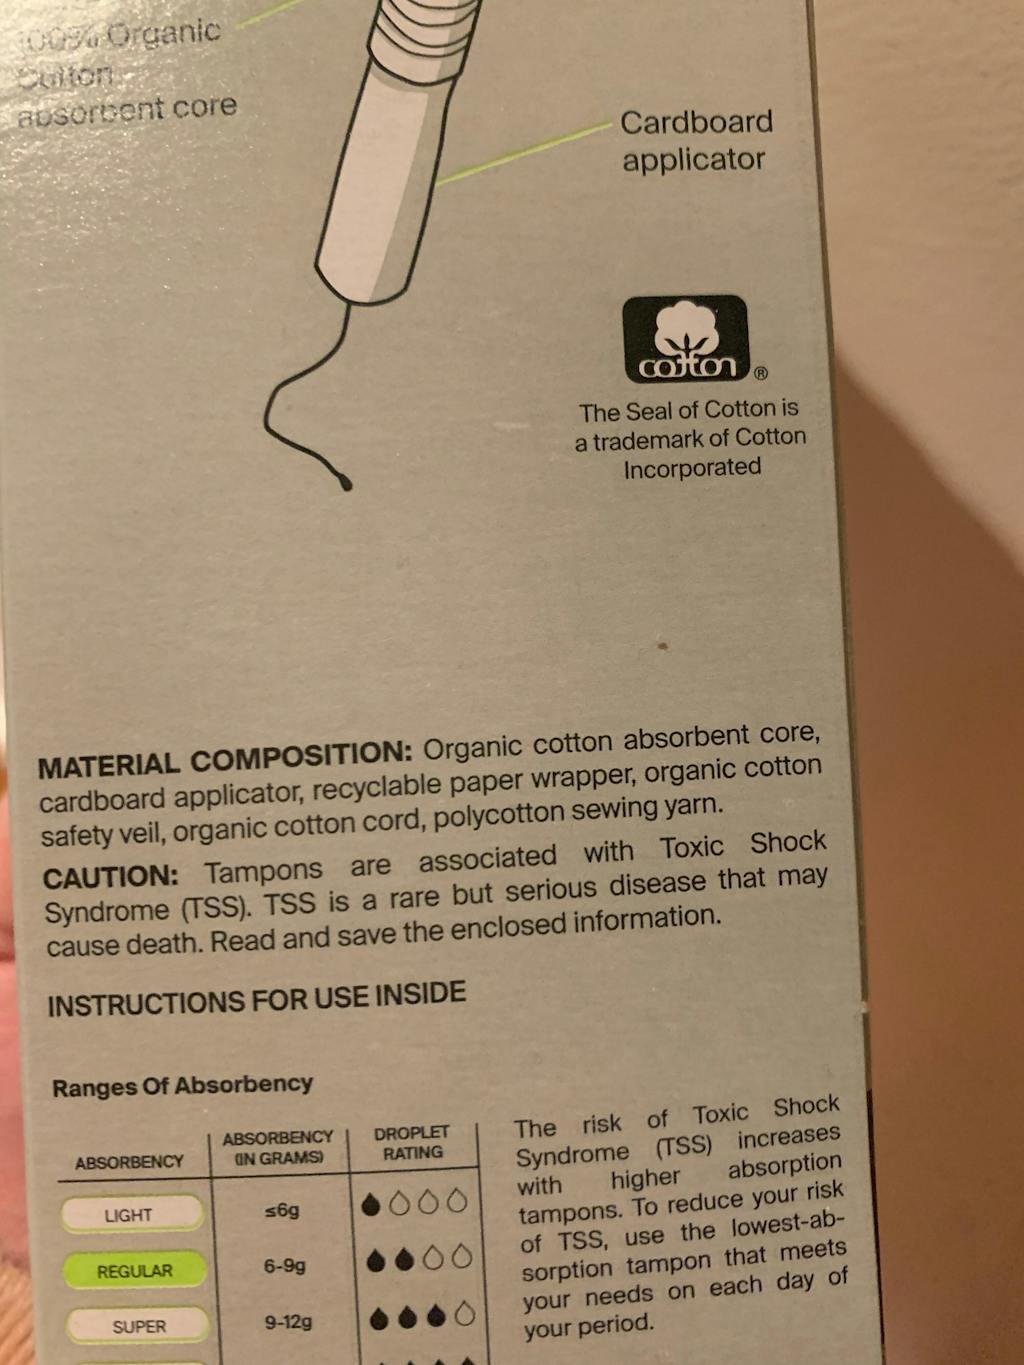 100% Organic
Cotton
absorbent core
Cardboard
applicator
cotton ®
The Seal of Cotton is
a trademark of Cotton
Incorporated
MATERIAL COMPOSITION: Organic cotton absorbent core,
cardboard applicator, recyclable paper wrapper, organic cotton
safety veil, organic cotton cord, polycotton sewing yarn.
CAUTION: Tampons are associated with Toxic Shock
Syndrome (TSS). TSS is a rare but serious disease that may
cause death. Read and save the enclosed information.
INSTRUCTIONS FOR USE INSIDE
Ranges Of Absorbency
ABSORBENCY
ABSORBENCY
(IN GRAMS)
DROPLET
RATING
LIGHT
≤6g
REGULAR
6-9g
SUPER
9-12g
The risk of Toxic Shock
Syndrome (TSS) increases
with higher absorption
tampons. To reduce your risk
of TSS, use the lowest-ab-
sorption tampon that meets
your needs on each day of
your period.